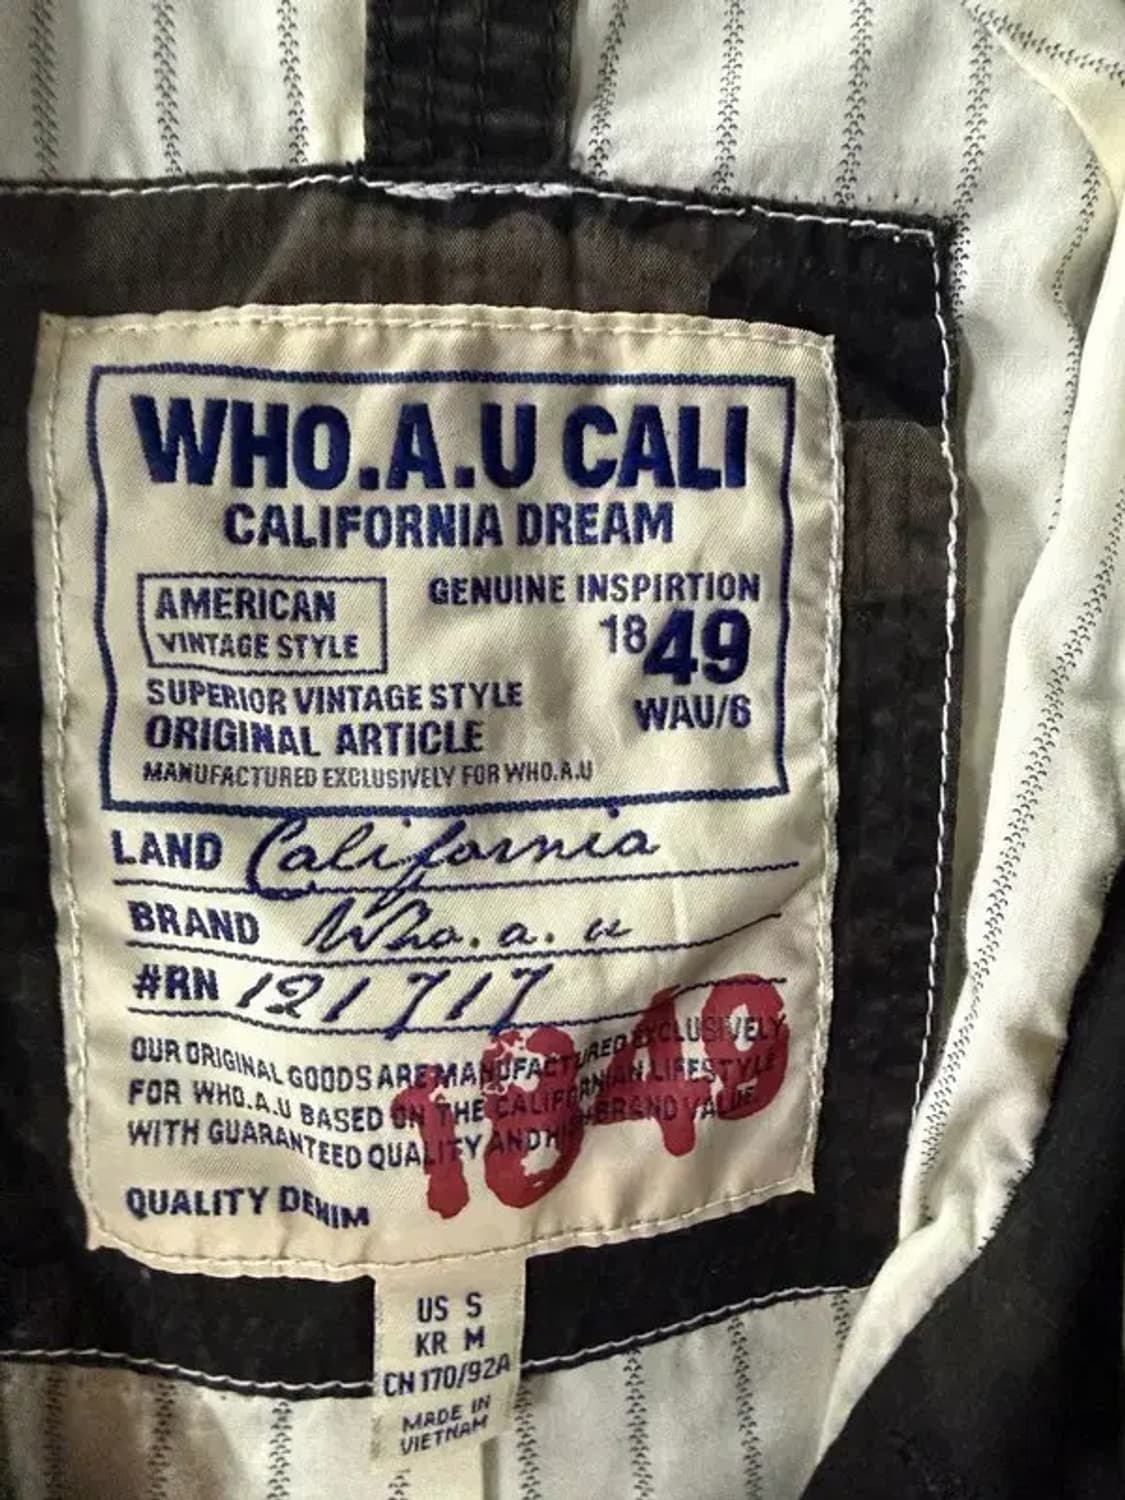 WHO.A.U CALI
CALIFORNIA DREAM
AMERICAN
VINTAGE STYLE
GENUINE INSPIRTION
1849
WAU/6
SUPERIOR VINTAGE STYLE
ORIGINAL ARTICLE
MANUFACTURED EXCLUSIVELY FOR WHO.A.U
LAND California
BRAND Who.a.u
#RN 121717
OUR ORIGINAL GOODS ARE MANUFACTURED EXCLUSIVELY
FOR WHO.A.U BASED ON THE CALIFORNIAN LIFESTYLE
WITH GUARANTEED QUALITY AND HIGH-BRAND VALUE.
1849
QUALITY DENIM
US S
KR M
CN 170/92A
MADE IN
VIETNAM